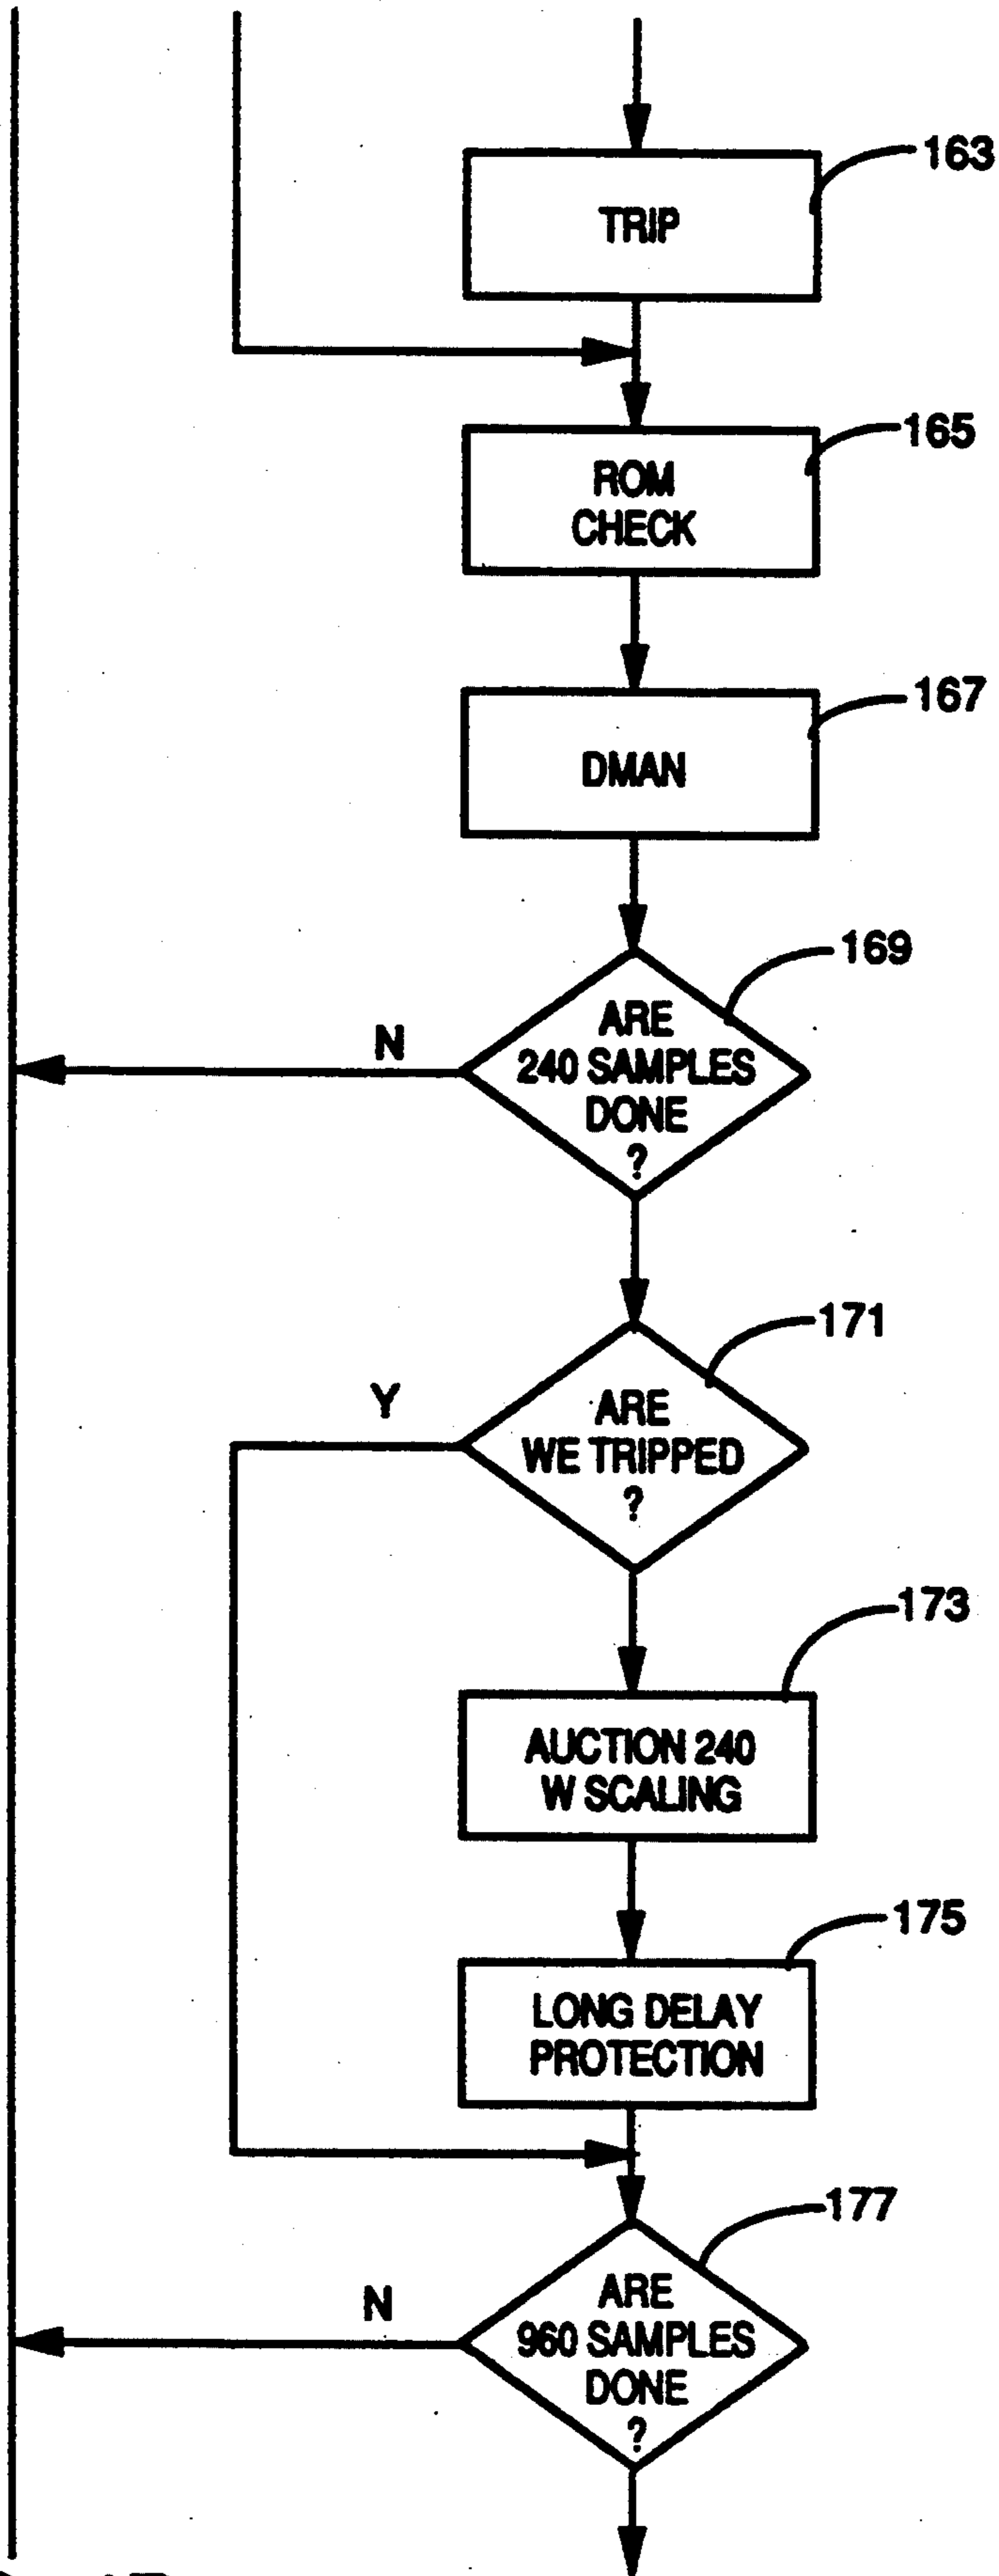 163
TRIP
165
ROM
CHECK
167
DMAN
169
ARE
240 SAMPLES
DONE
?
N
171
ARE
WE TRIPPED
?
Y
173
AUCTION 240
W SCALING
175
LONG DELAY
PROTECTION
177
ARE
960 SAMPLES
DONE
?
N